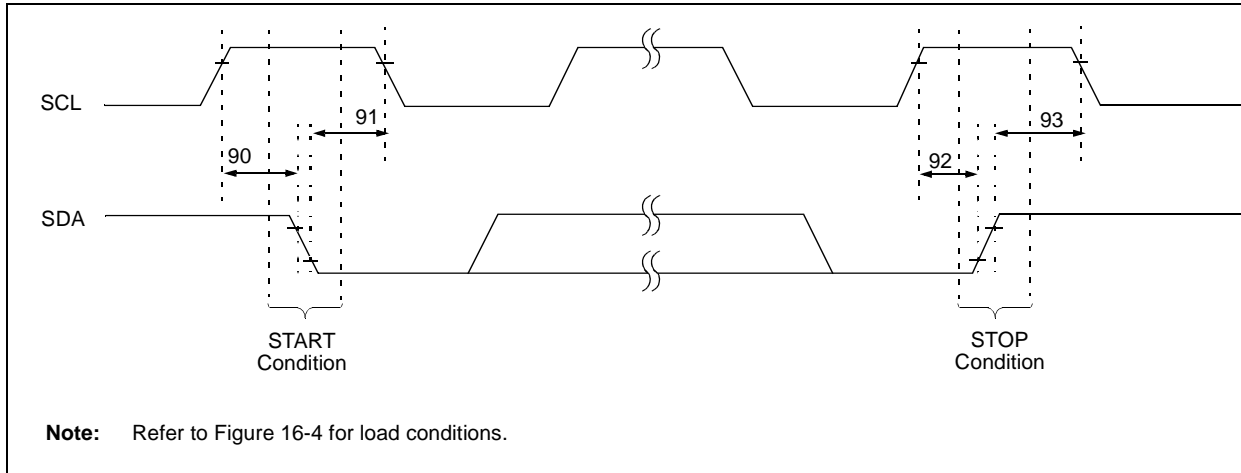 SCL
91
93
90
92
SDA
START
Condition
STOP
Condition
Note: Refer to Figure 16-4 for load conditions.